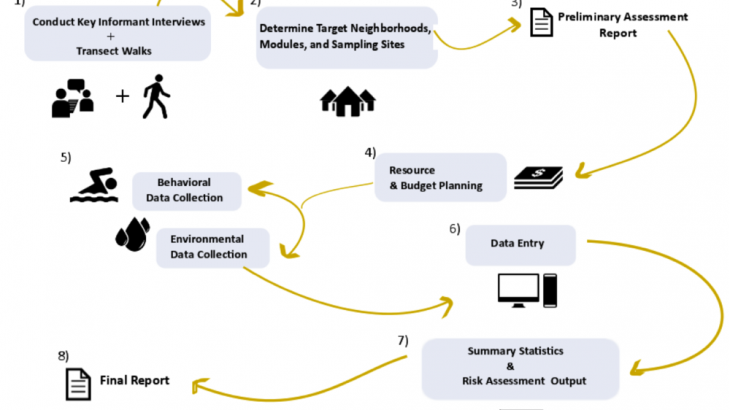 1)
Conduct Key Informant Interviews
+
Transect Walks
+
2)
Determine Target Neighborhoods,
Modules, and Sampling Sites
3)
Preliminary Assessment
Report
4)
Resource
& Budget Planning
$
5)
Behavioral
Data Collection
Environmental
Data Collection
6)
Data Entry
7)
Summary Statistics
&
Risk Assessment Output
8)
Final Report